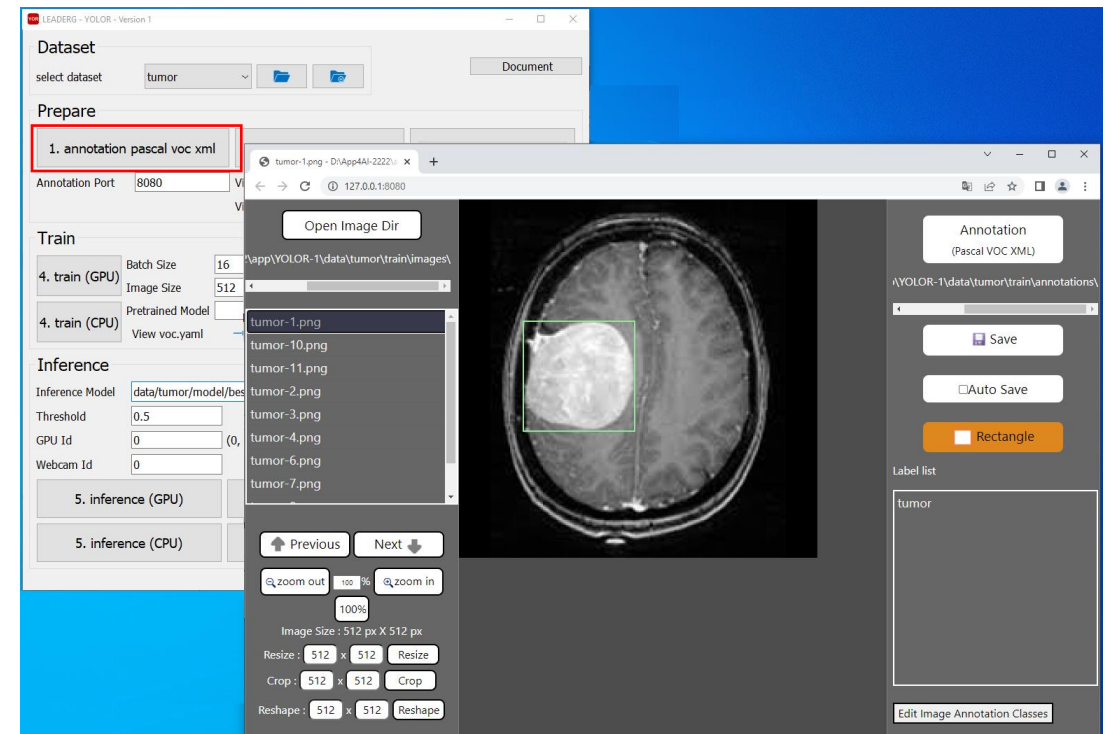 LEADERG - YOLOR - Version 1
Dataset
select dataset
tumor
Document
Prepare
1. annotation pascal voc xml
Annotation Port
8080
Train
4. train (GPU)
Batch Size
16
Image Size
512
4. train (CPU)
Pretrained Model
View voc.yaml
Inference
Inference Model
data/tumor/model/bes
Threshold
0.5
GPU Id
0
(0,
Webcam Id
0
5. inference (GPU)
5. inference (CPU)
tumor-1.png - D:\App4AI-2222\
127.0.0.1:8080
Open Image Dir
\app\YOLOR-1\data\tumor\train\images\
tumor-1.png
tumor-10.png
tumor-11.png
tumor-2.png
tumor-3.png
tumor-4.png
tumor-6.png
tumor-7.png
Previous
Next
zoom out
100 %
zoom in
100%
Image Size : 512 px X 512 px
Resize : 512 x 512 Resize
Crop : 512 x 512 Crop
Reshape : 512 x 512 Reshape
Annotation
(Pascal VOC XML)
\YOLOR-1\data\tumor\train\annotations\
Save
Auto Save
Rectangle
Label list
tumor
Edit Image Annotation Classes